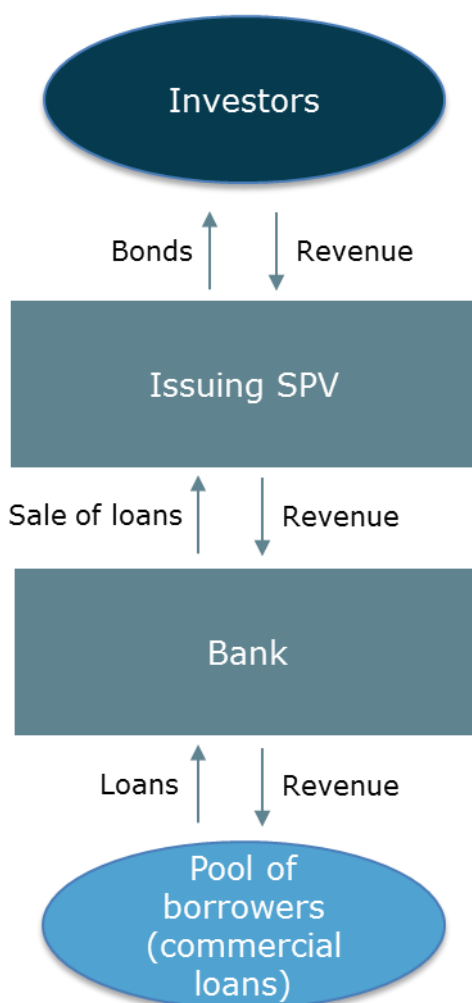 Investors
Bonds
Revenue
Issuing SPV
Sale of loans
Revenue
Bank
Loans
Revenue
Pool of
borrowers
(commercial
loans)